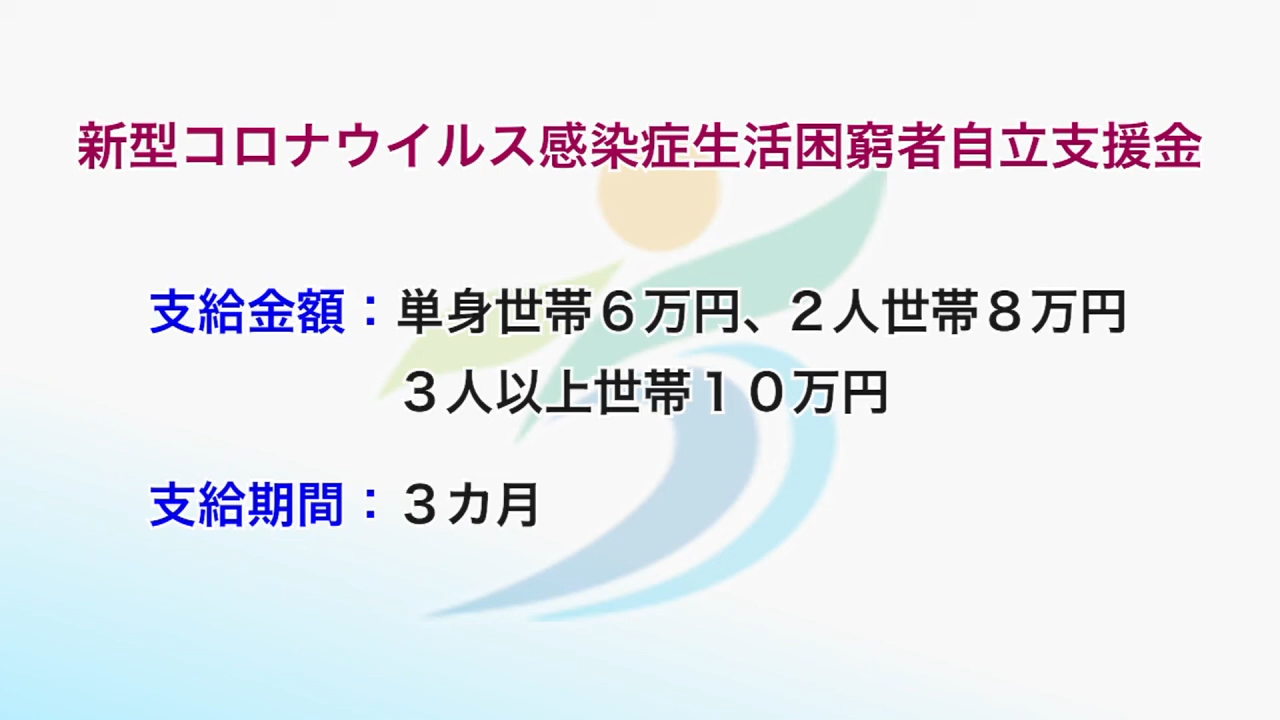 新型コロナウイルス感染症生活困窮者自立支援金
支給金額：単身世帯６万円、２人世帯８万円
３人以上世帯１０万円
支給期間：３カ月